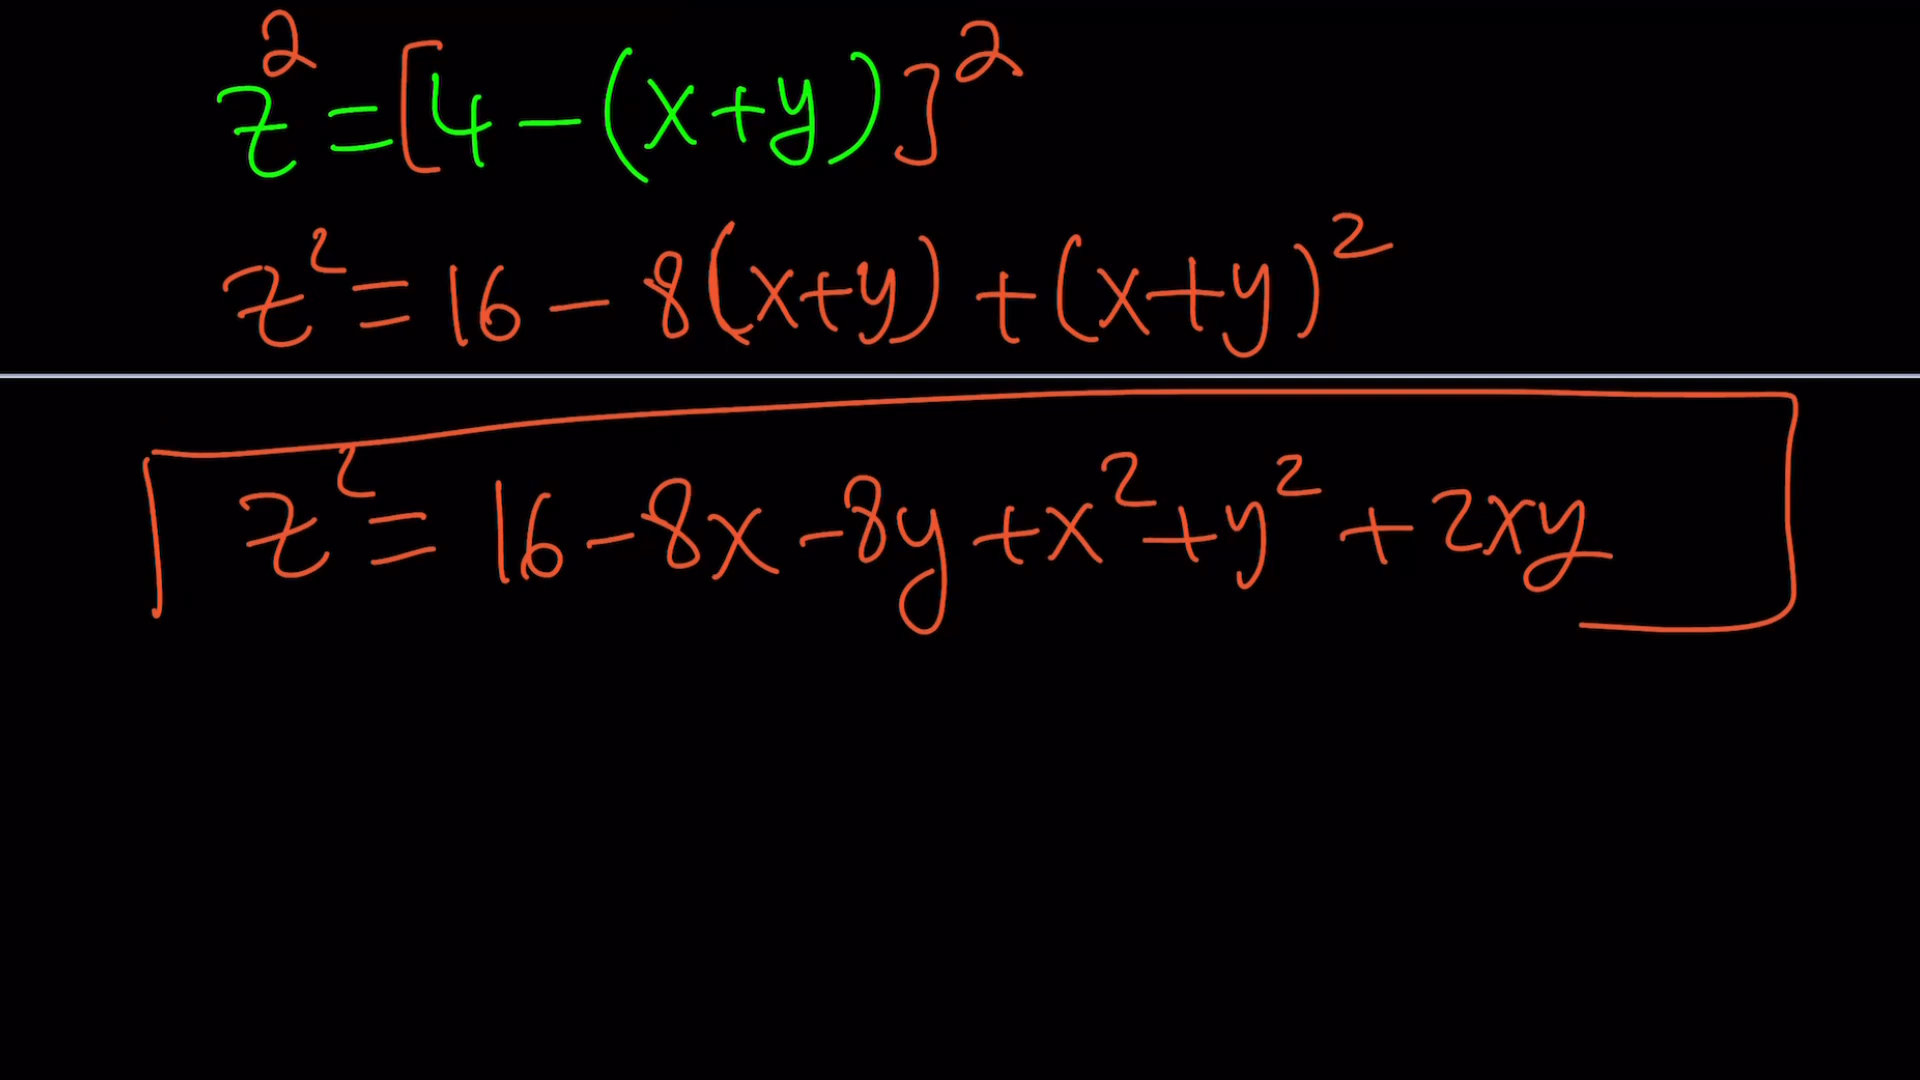 z² = [4 - (x+y)]²
z² = 16 - 8(x+y) + (x+y)²
z² = 16 - 8x - 8y + x² + y² + 2xy